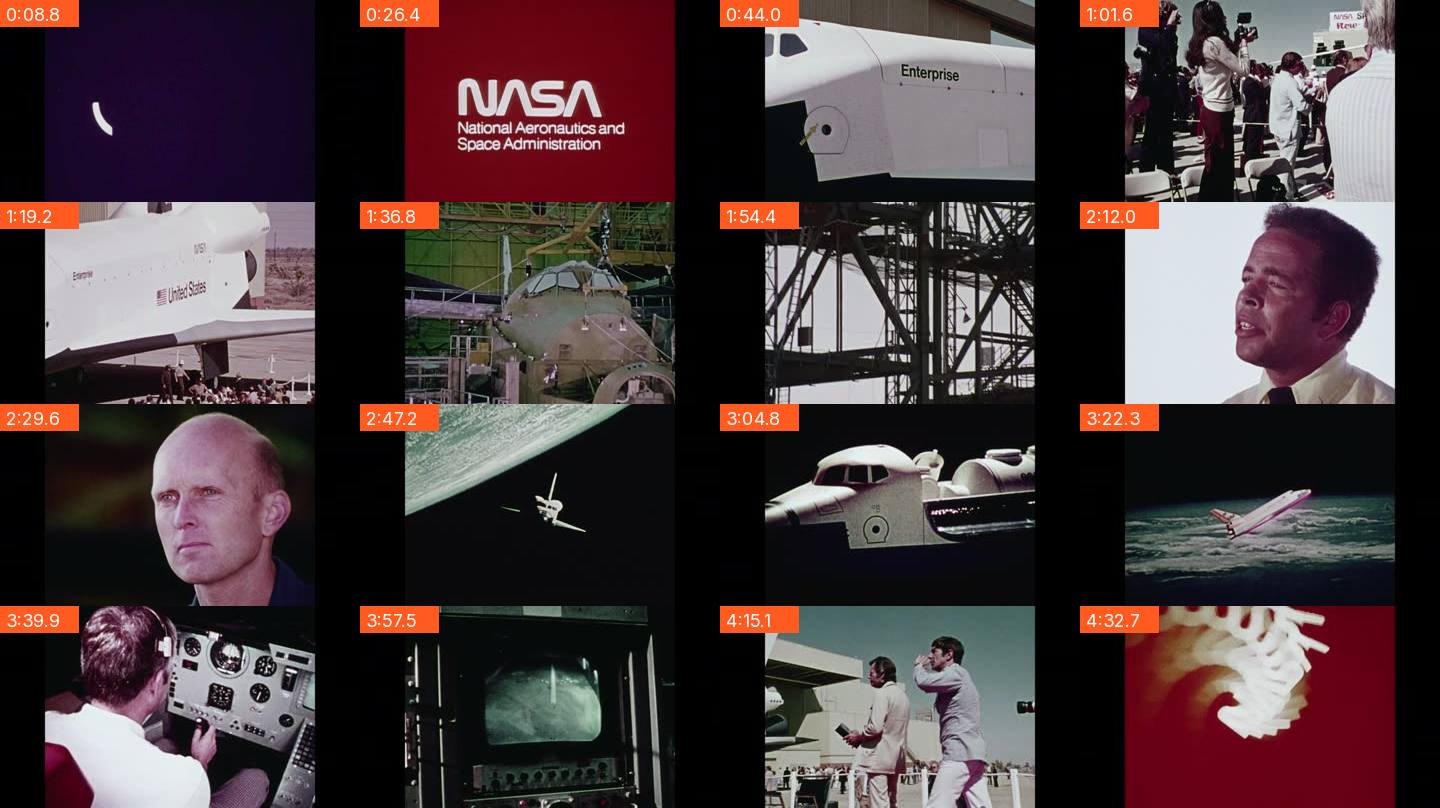 0:08.8
0:26.4
0:44.0
1:01.6
NASA
National Aeronautics and
Space Administration
Enterprise
NASA
1:19.2
1:36.8
1:54.4
2:12.0
Enterprise
NASA
United States
2:29.6
2:47.2
3:04.8
3:22.3
3:39.9
3:57.5
4:15.1
4:32.7